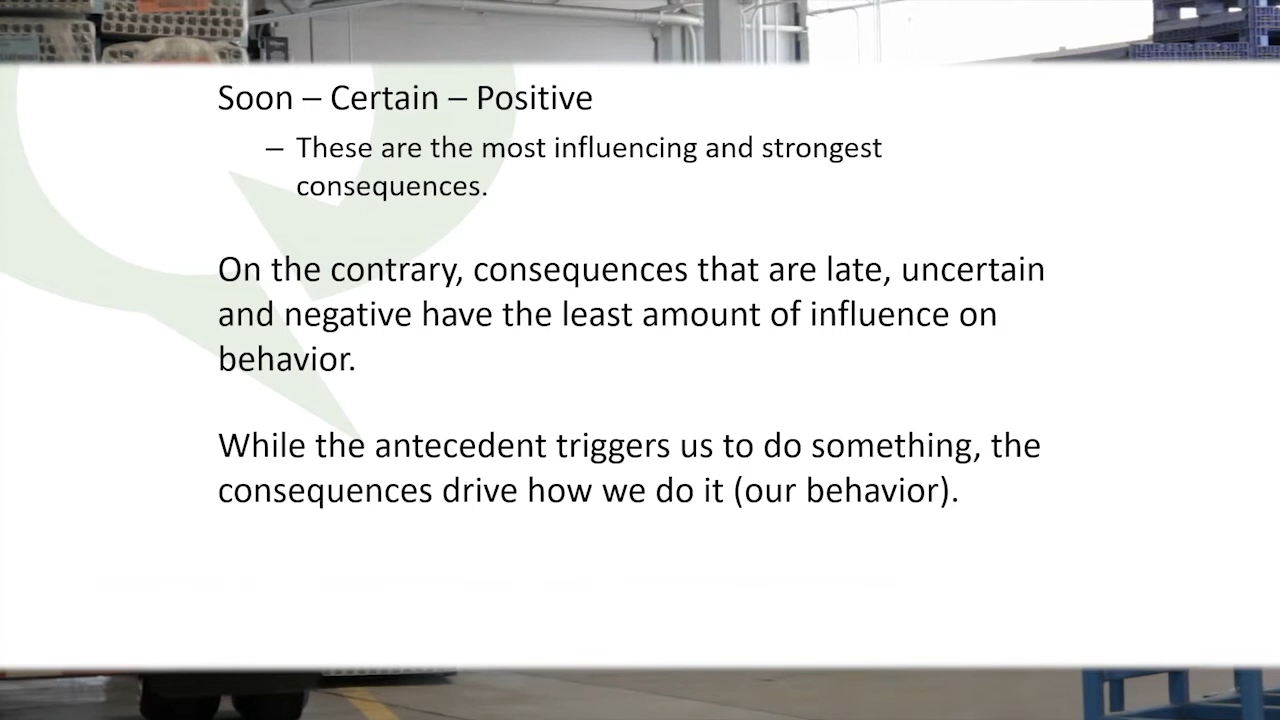 Soon – Certain – Positive
– These are the most influencing and strongest
consequences.
On the contrary, consequences that are late, uncertain
and negative have the least amount of influence on
behavior.
While the antecedent triggers us to do something, the
consequences drive how we do it (our behavior).